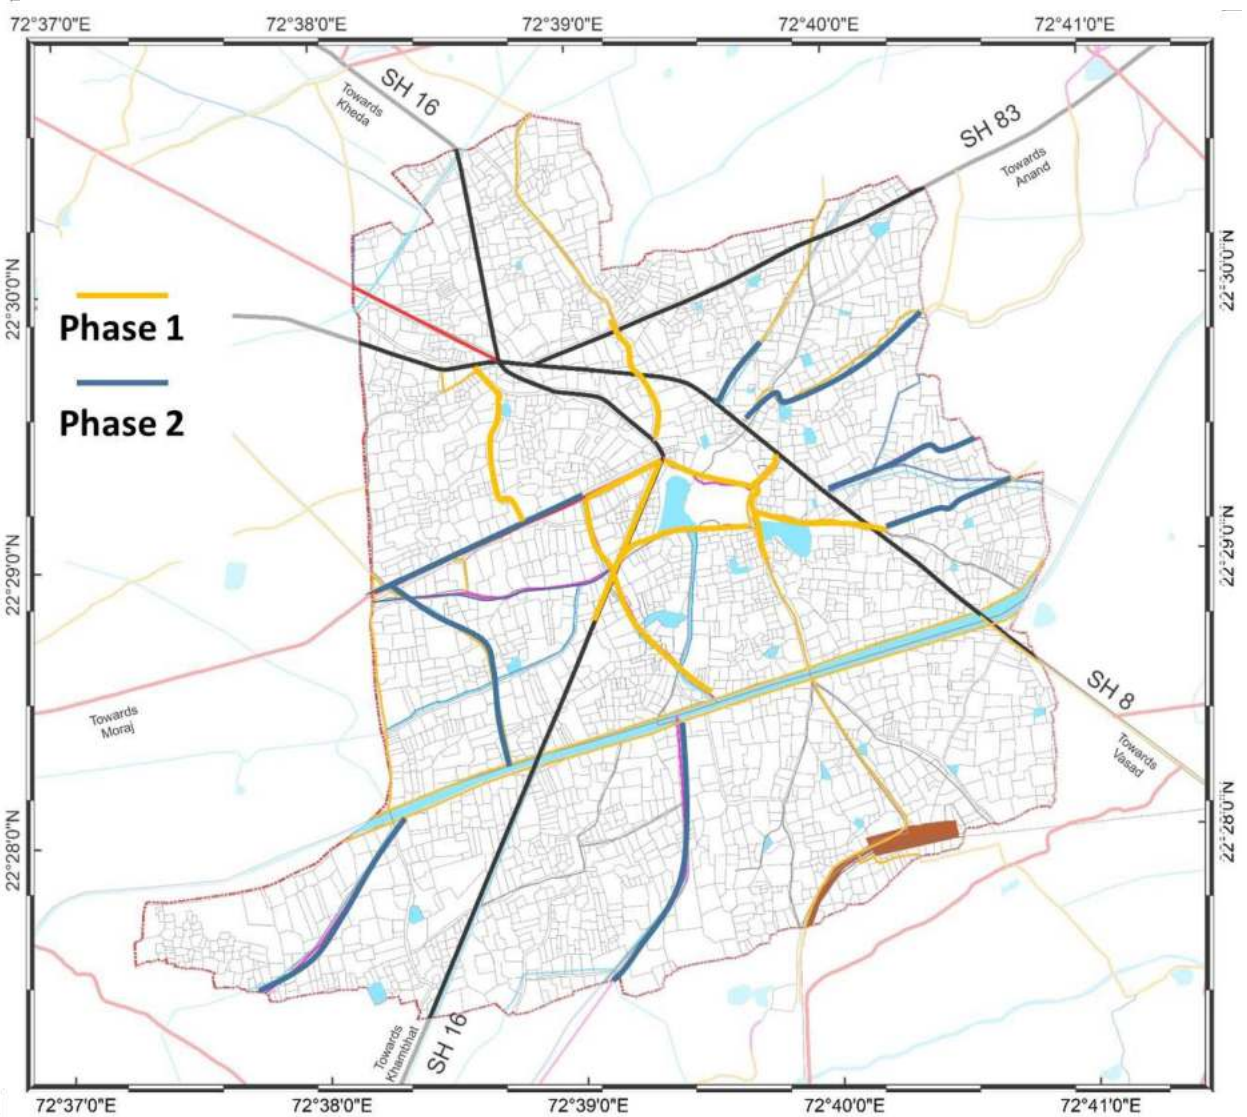 72°37'0"E
72°38'0"E
72°39'0"E
72°40'0"E
72°41'0"E
SH 16
Towards
Kheda
SH 83
Towards
Anand
22°30'0"N
22°30'0"N
Phase 1
Phase 2
22°29'0"N
22°29'0"N
SH 8
Towards
Vasad
Towards
Moraj
22°28'0"N
22°28'0"N
Towards
Khambhat
SH 16
72°37'0"E
72°38'0"E
72°39'0"E
72°40'0"E
72°41'0"E